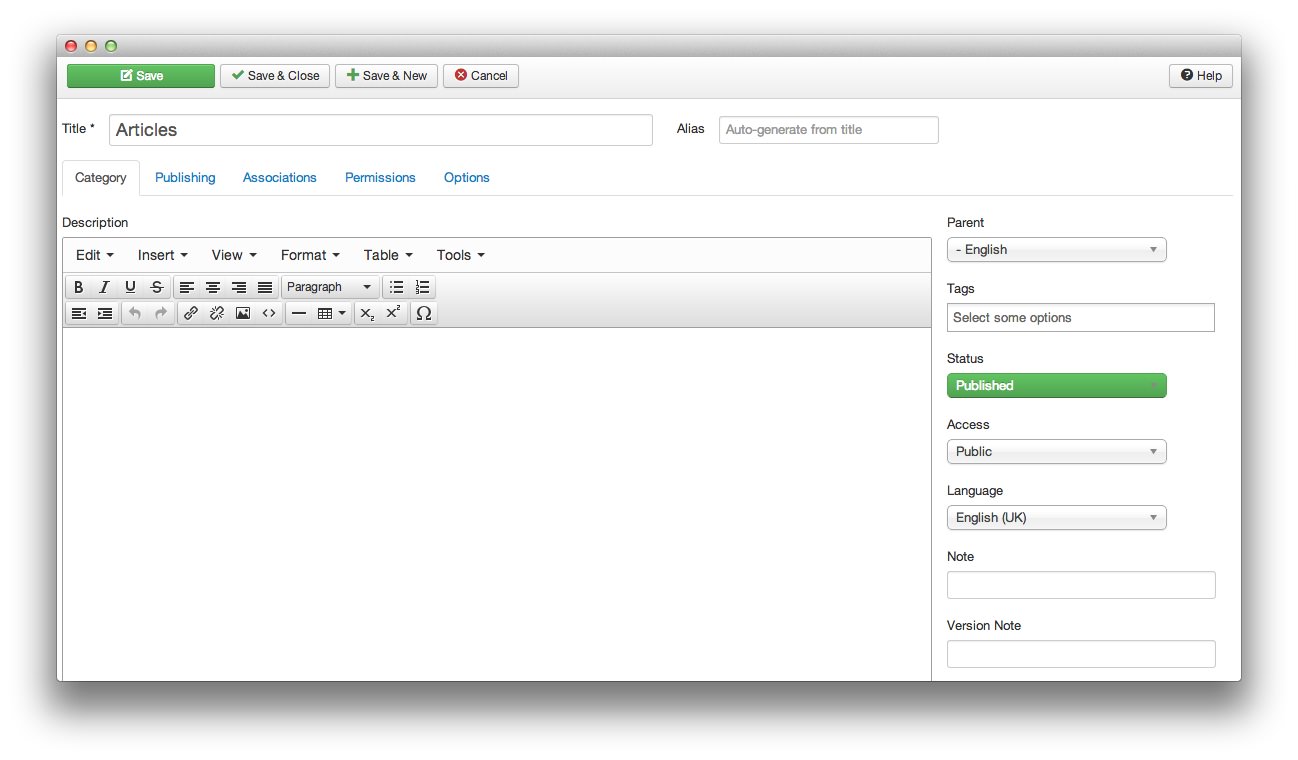 Save Save & Close Save & New Cancel Help
Title * Articles Alias Auto-generate from title
Category Publishing Associations Permissions Options
Description
Edit Insert View Format Table Tools
B I U S Paragraph
X₂ X² Ω
Parent
- English
Tags
Select some options
Status
Published
Access
Public
Language
English (UK)
Note
Version Note